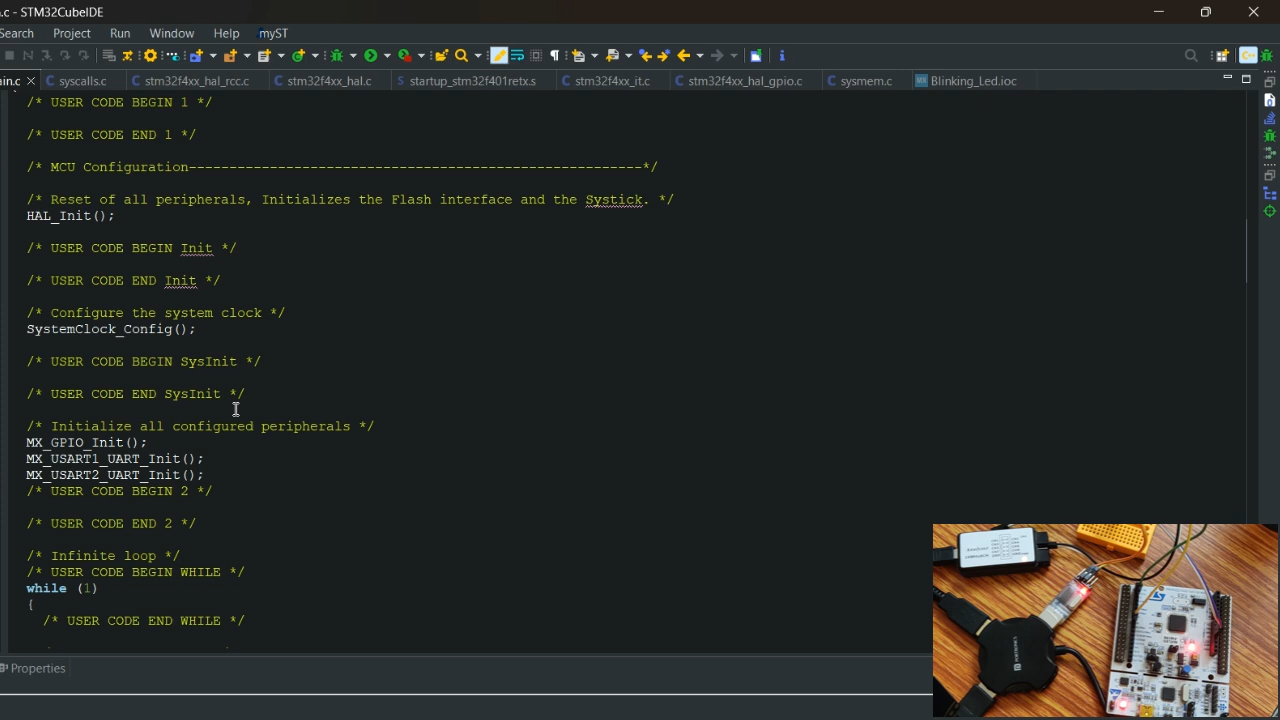 .c - STM32CubeIDE
Search Project Run Window Help myST
ain.c syscalls.c stm32f4xx_hal_rcc.c stm32f4xx_hal.c startup_stm32f401retx.s stm32f4xx_it.c stm32f4xx_hal_gpio.c sysmem.c Blinking_Led.ioc
/* USER CODE BEGIN 1 */
/* USER CODE END 1 */
/* MCU Configuration--------------------------------------------------------*/
/* Reset of all peripherals, Initializes the Flash interface and the Systick. */
HAL_Init();
/* USER CODE BEGIN Init */
/* USER CODE END Init */
/* Configure the system clock */
SystemClock_Config();
/* USER CODE BEGIN SysInit */
/* USER CODE END SysInit */
/* Initialize all configured peripherals */
MX_GPIO_Init();
MX_USART1_UART_Init();
MX_USART2_UART_Init();
/* USER CODE BEGIN 2 */
/* USER CODE END 2 */
/* Infinite loop */
/* USER CODE BEGIN WHILE */
while (1)
{
/* USER CODE END WHILE */
Properties